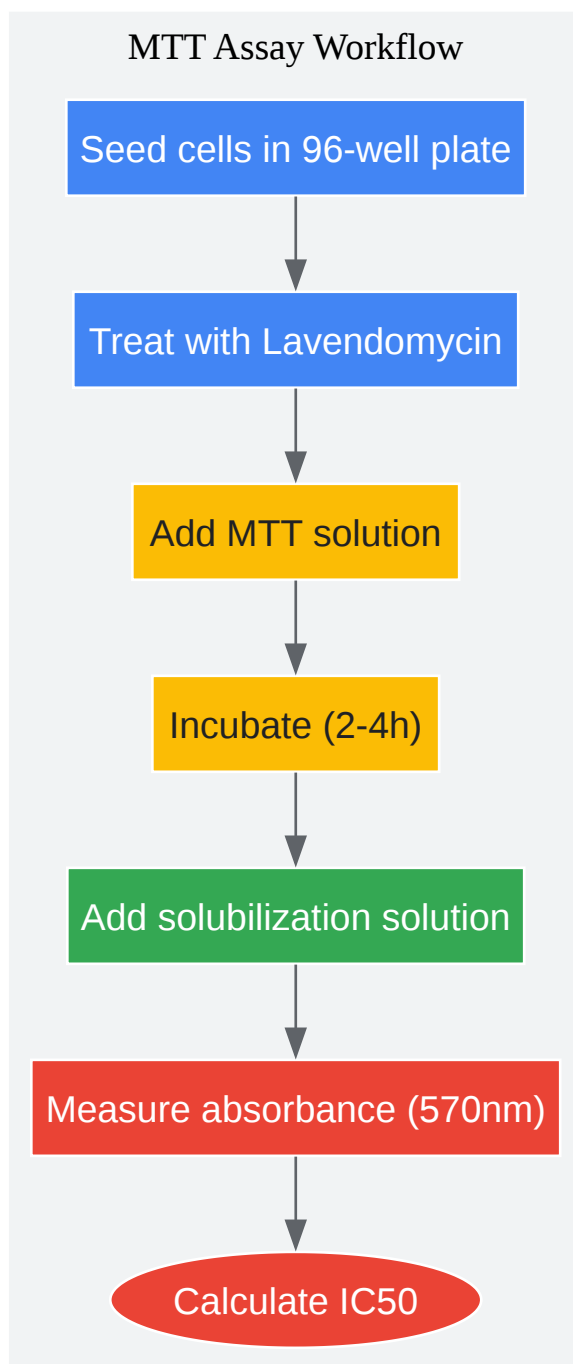 MTT Assay Workflow
Seed cells in 96-well plate
Treat with Lavendomycin
Add MTT solution
Incubate (2-4h)
Add solubilization solution
Measure absorbance (570nm)
Calculate IC50